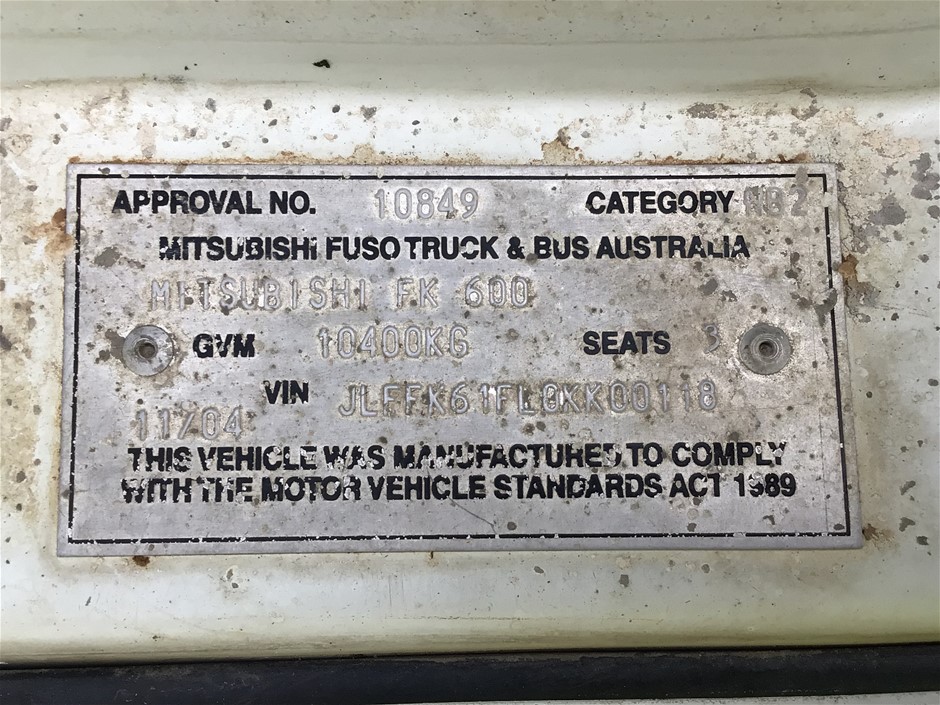 APPROVAL NO. 10849 CATEGORY NB2
MITSUBISHI FUSO TRUCK & BUS AUSTRALIA
MITSUBISHI FK 600
GVM 10400KG SEATS 3
VIN JLFFK61FL0KK00118
11/04
THIS VEHICLE WAS MANUFACTURED TO COMPLY
WITH THE MOTOR VEHICLE STANDARDS ACT 1989